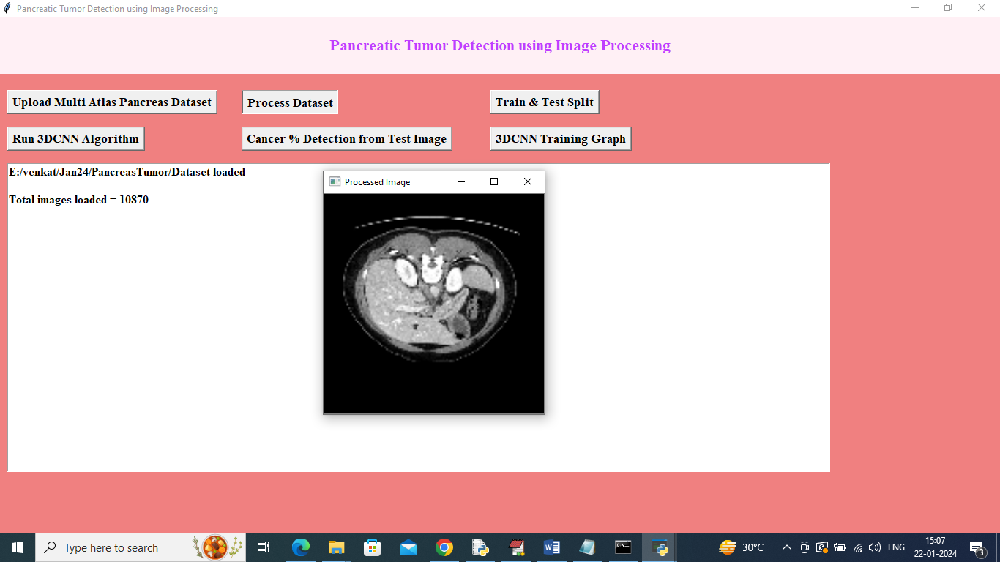 Pancreatic Tumor Detection using Image Processing
Pancreatic Tumor Detection using Image Processing
Upload Multi Atlas Pancreas Dataset
Process Dataset
Train & Test Split
Run 3DCNN Algorithm
Cancer % Detection from Test Image
3DCNN Training Graph
E:/venkat/Jan24/PancreasTumor/Dataset loaded
Total images loaded = 10870
Processed Image
Type here to search
30°C
ENG
15:07
22-01-2024
3